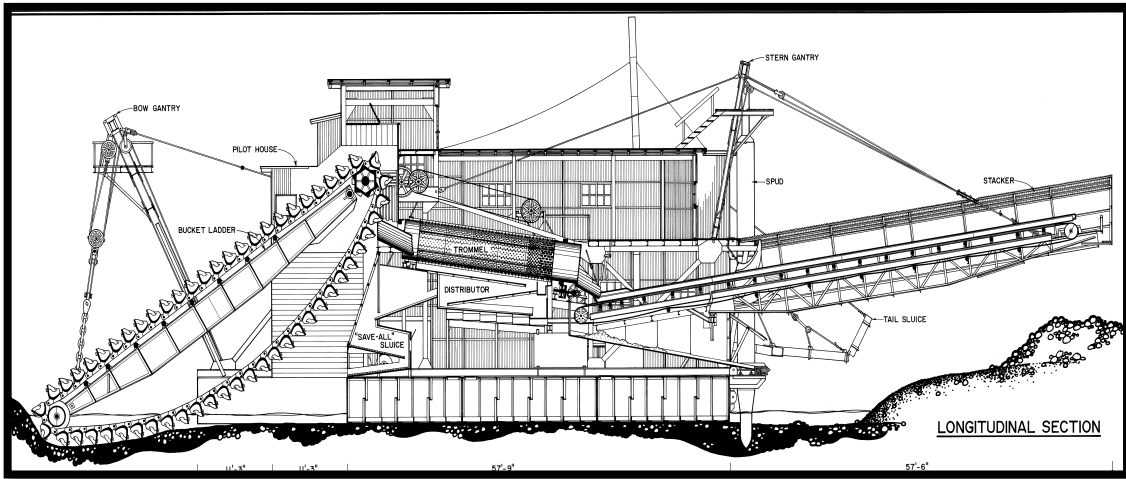 STERN GANTRY
BOW GANTRY
PILOT HOUSE
SPUD
STACKER
BUCKET LADDER
TROMMEL
DISTRIBUTOR
TAIL SLUICE
"SAVE-ALL"
SLUICE
LONGITUDINAL SECTION
11'-3" 11'-3" 57'-9" 57'-6"